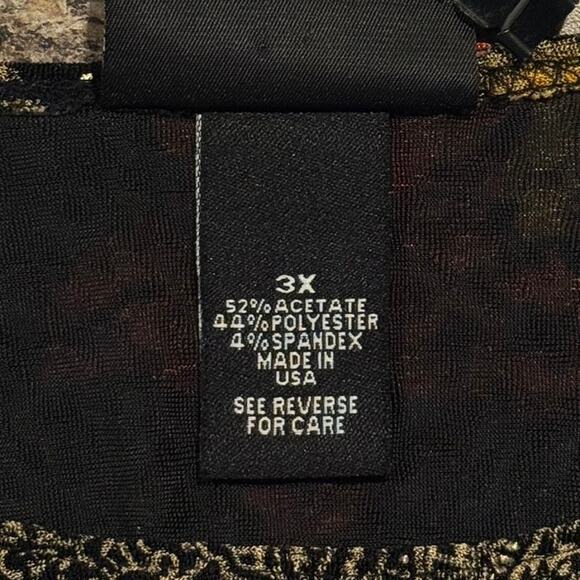 3X
52% ACETATE
44% POLYESTER
4% SPANDEX
MADE IN
USA
SEE REVERSE
FOR CARE